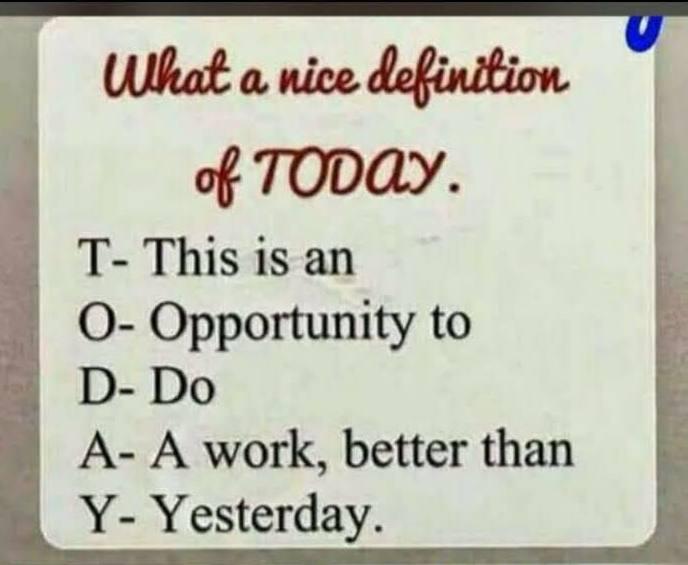 What a nice definition
of TODAY.
T- This is an
O- Opportunity to
D- Do
A- A work, better than
Y- Yesterday.